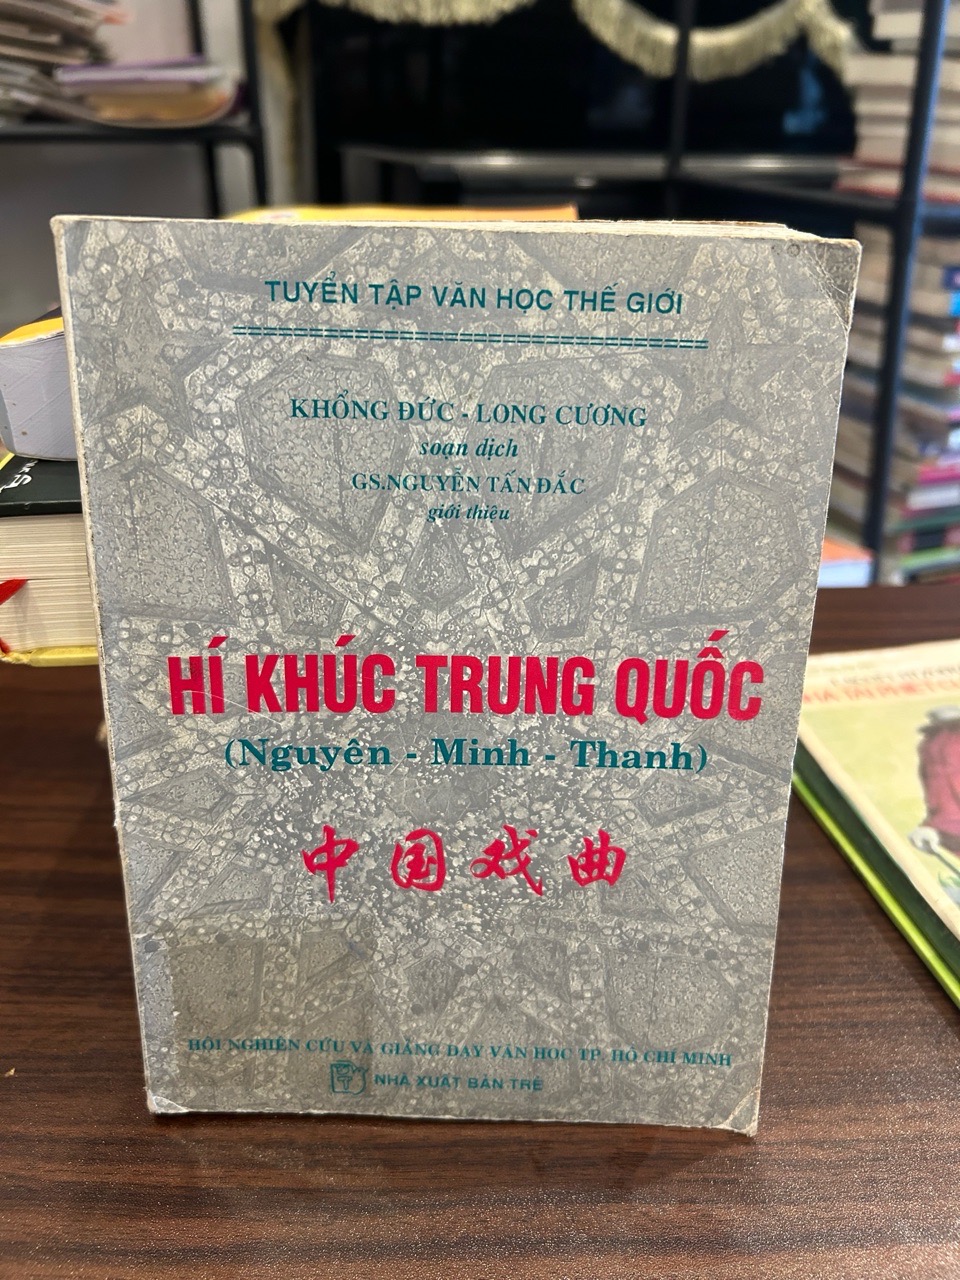 TUYỂN TẬP VĂN HỌC THẾ GIỚI
KHỔNG ĐỨC - LONG CƯƠNG
soạn dịch
GS.NGUYỄN TẤN ĐẮC
giới thiệu
HÍ KHÚC TRUNG QUỐC
(Nguyên - Minh - Thanh)
中国戏曲
HỘI NGHIÊN CỨU VÀ GIẢNG DẠY VĂN HỌC TP. HỒ CHÍ MINH
NHÀ XUẤT BẢN TRẺ